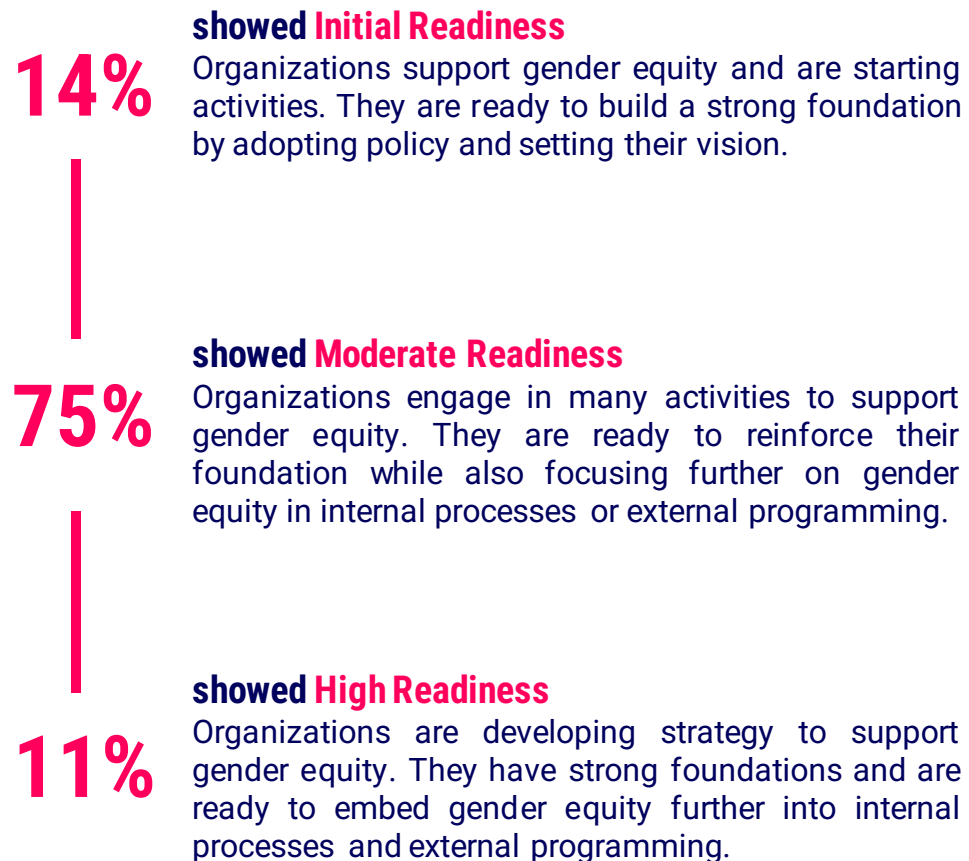 showed Initial Readiness
14%
Organizations support gender equity and are starting
activities. They are ready to build a strong foundation
by adopting policy and setting their vision.
showed Moderate Readiness
75%
Organizations engage in many activities to support
gender equity. They are ready to reinforce their
foundation while also focusing further on gender
equity in internal processes or external programming.
showed High Readiness
11%
Organizations are developing strategy to support
gender equity. They have strong foundations and are
ready to embed gender equity further into internal
processes and external programming.